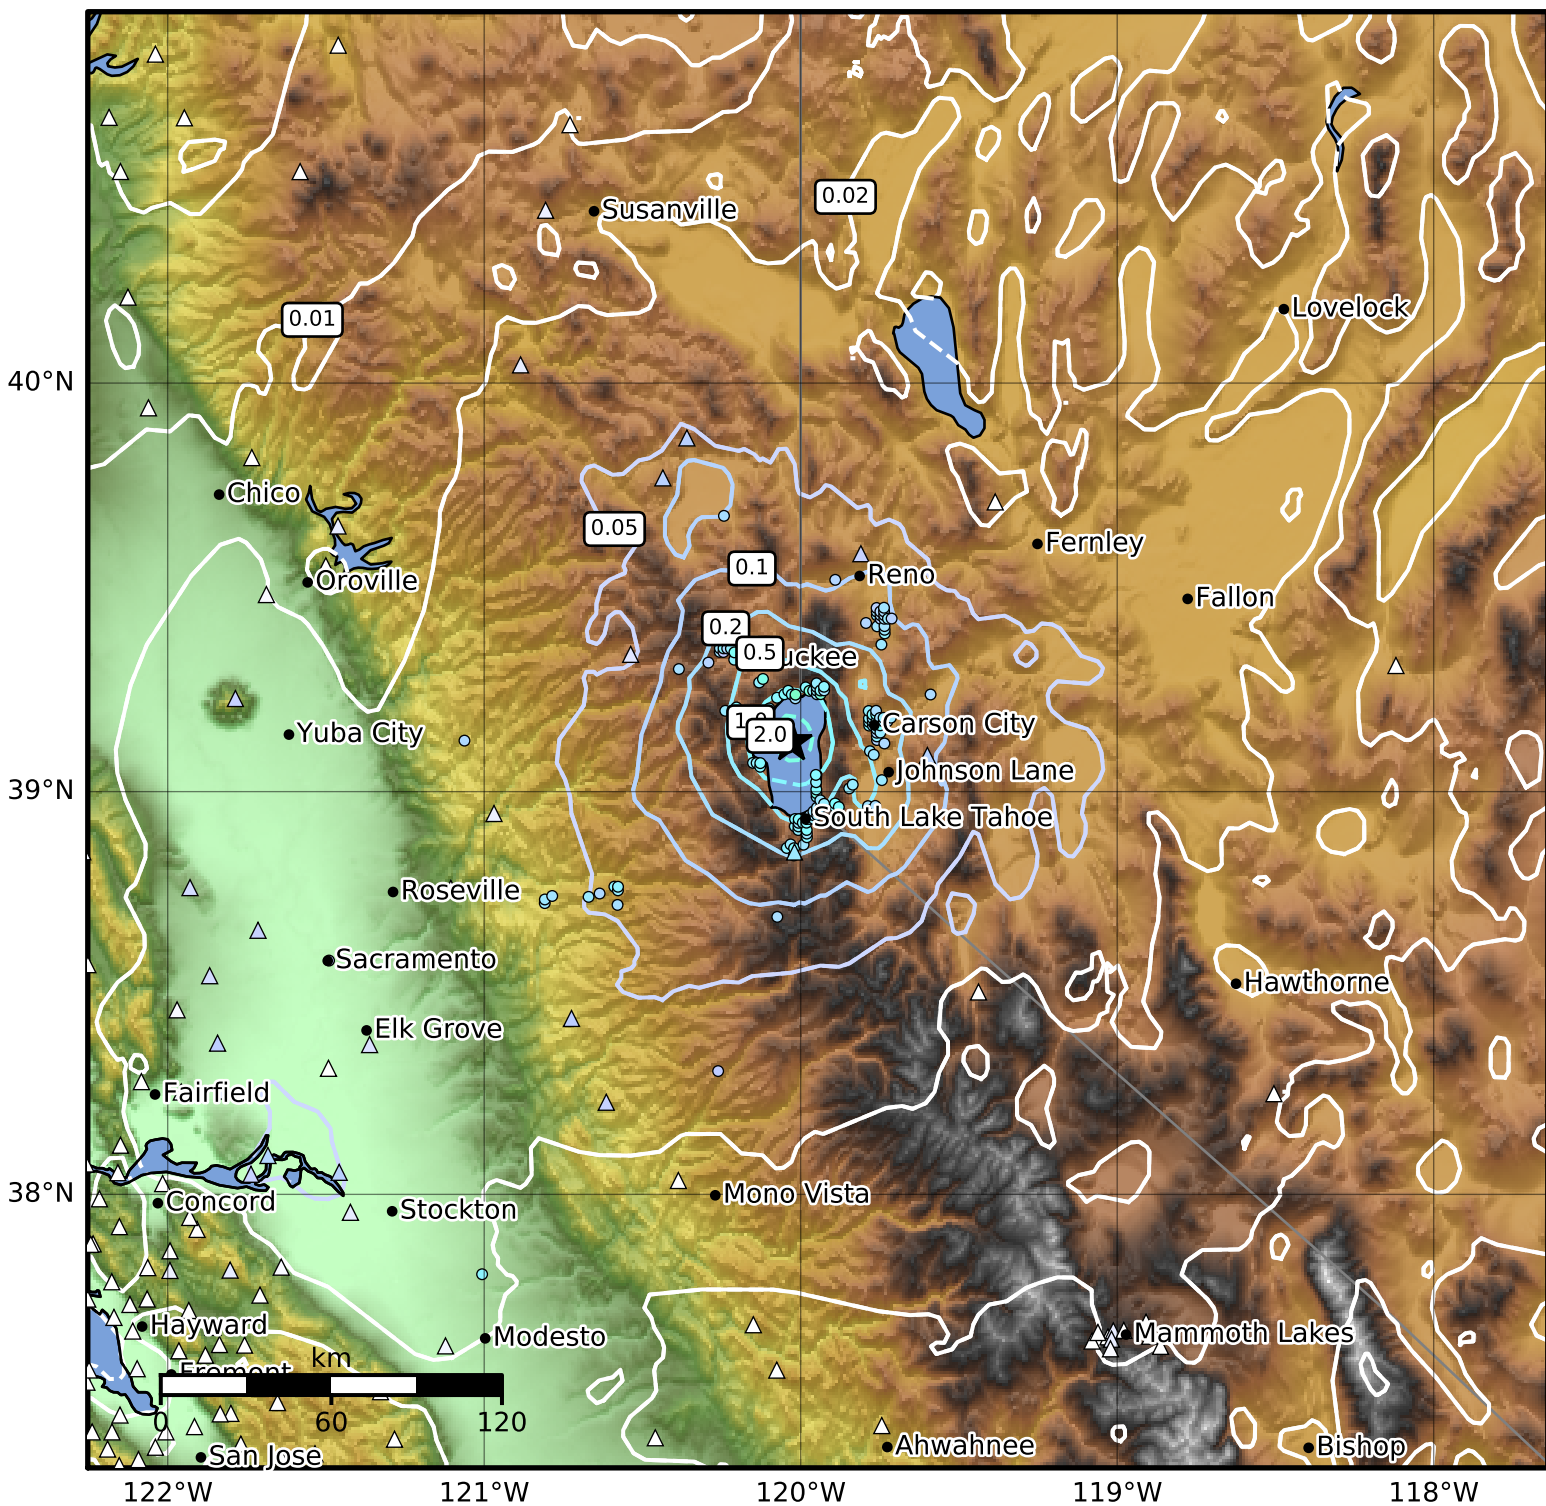 0.02
Susanville
0.01
Lovelock
40°N
Chico
0.05
Fernley
0.1
Reno
Oroville
Fallon
0.2
0.5
uckee
Yuba City
2.0
Carson City
Johnson Lane
39°N
South Lake Tahoe
Roseville
Sacramento
Hawthorne
Elk Grove
Fairfield
38°N
Mono Vista
Concord
Stockton
Hayward
Modesto
Mammoth Lakes
km
Fremont
0 60 120
Ahwahnee
Bishop
San Jose
122°W 121°W 120°W 119°W 118°W